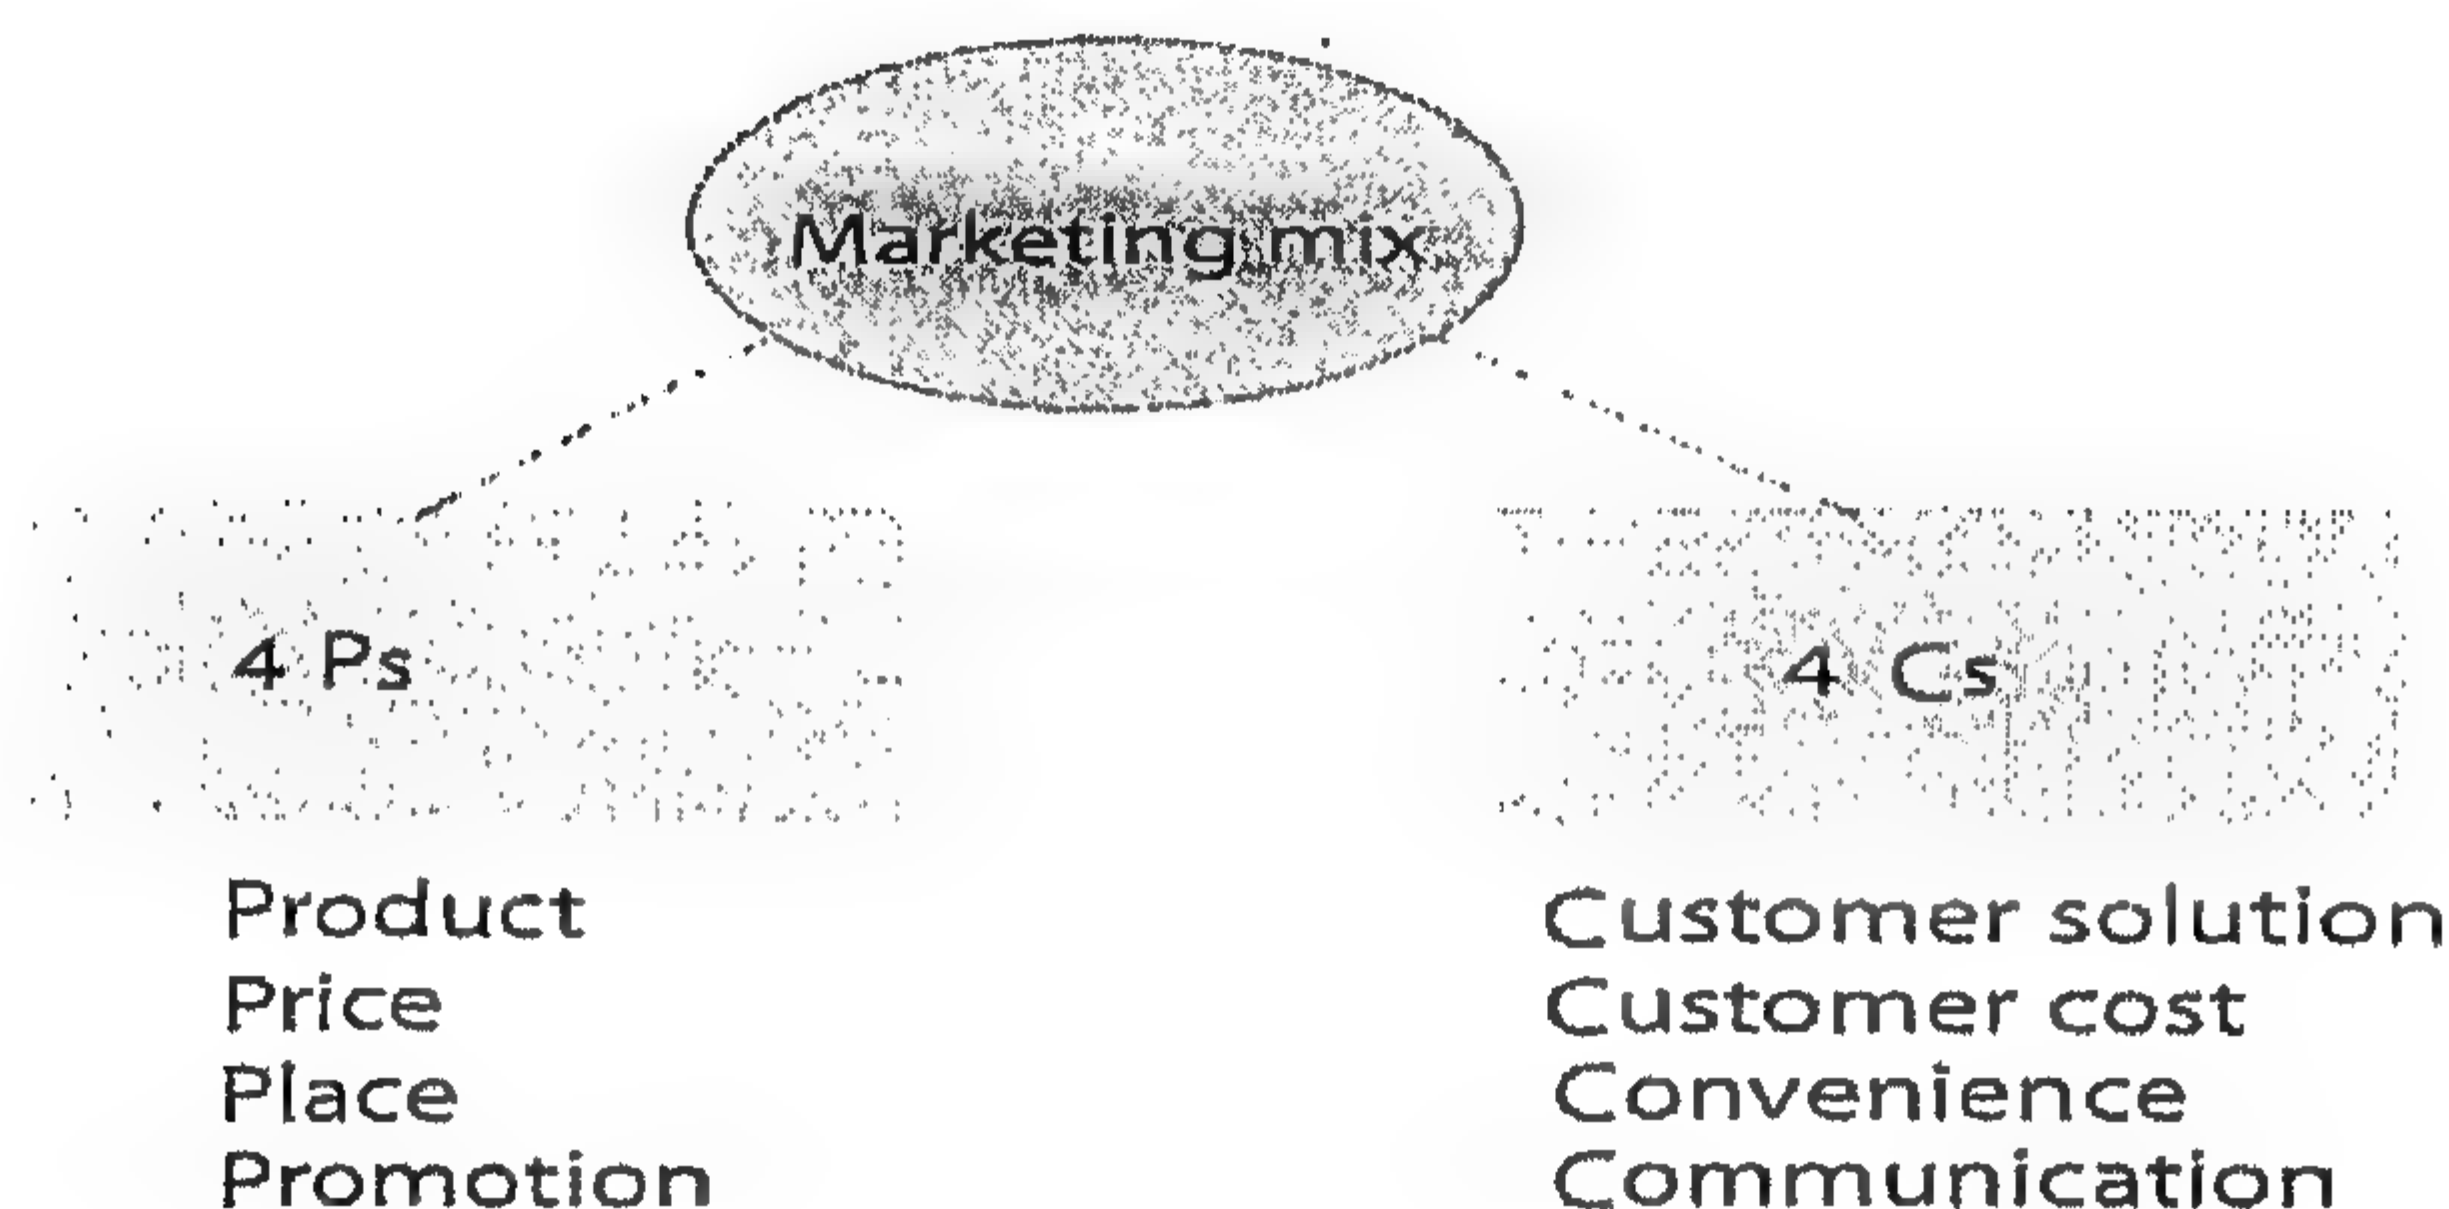 Marketing mix
4 Ps
Product
Price
Place
Promotion
4 Cs
Customer solution
Customer cost
Convenience
Communication